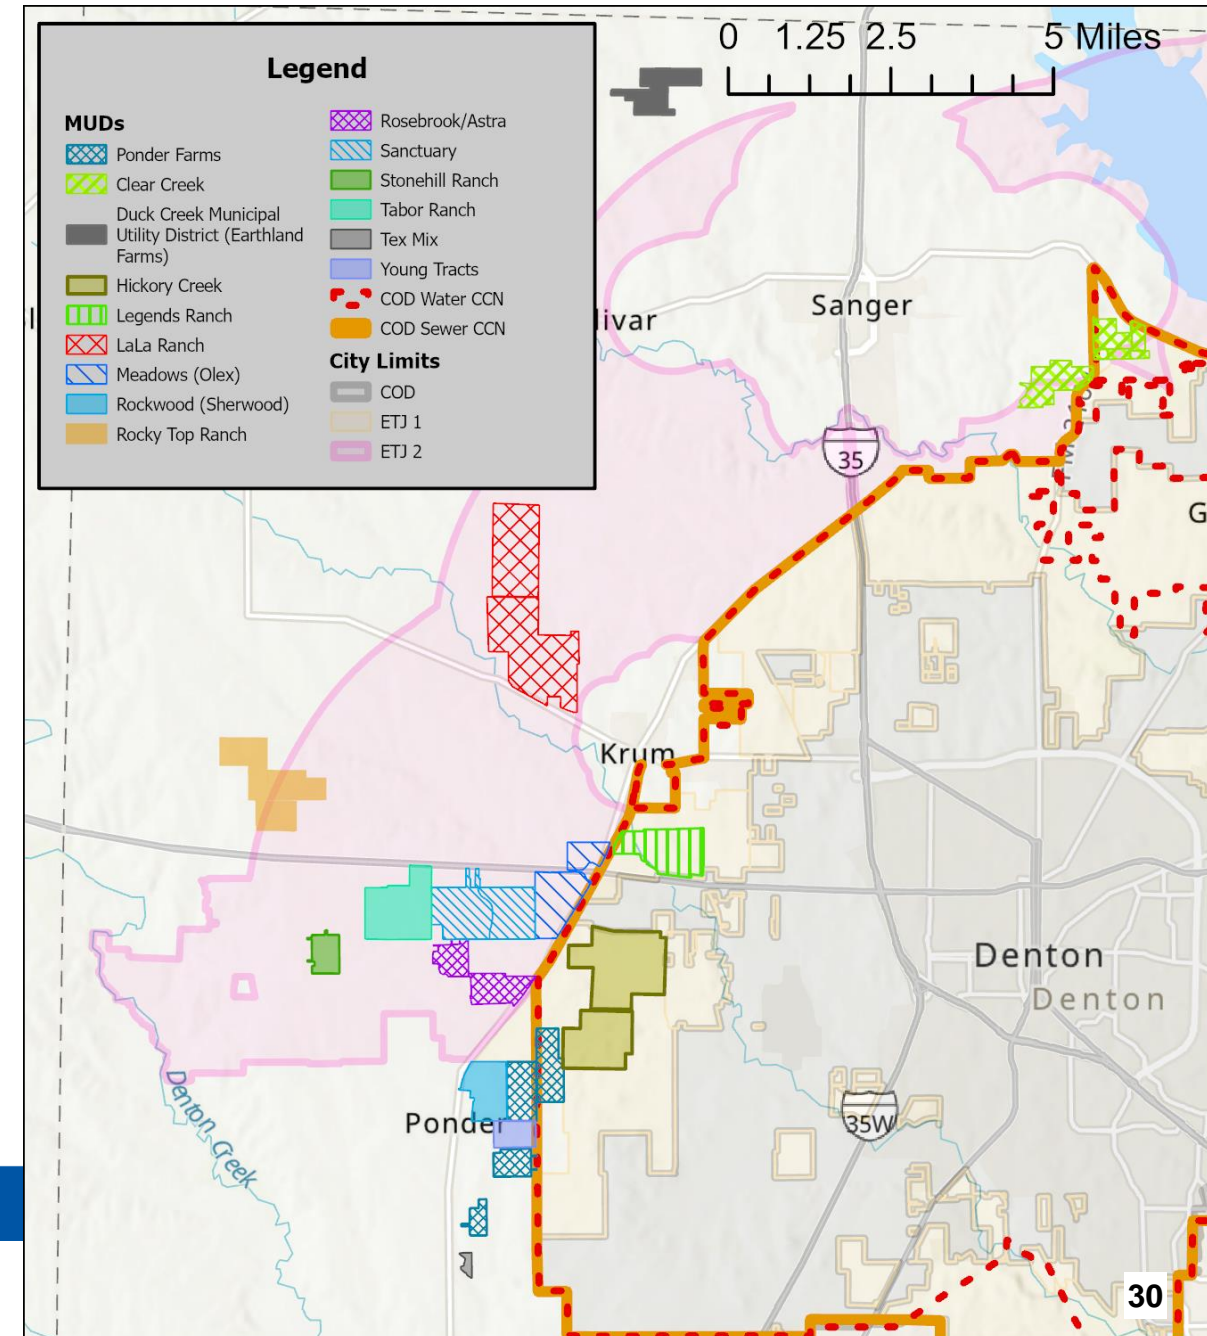 0 1.25 2.5 5 Miles
Legend
MUDs
Ponder Farms
Clear Creek
Duck Creek Municipal
Utility District (Earthland
Farms)
Hickory Creek
Legends Ranch
LaLa Ranch
Meadows (Olex)
Rockwood (Sherwood)
Rocky Top Ranch
Rosebrook/Astra
Sanctuary
Stonehill Ranch
Tabor Ranch
Tex Mix
Young Tracts
COD Water CCN
COD Sewer CCN
City Limits
COD
ETJ 1
ETJ 2
livar
Sanger
35
G
Krum
Denton
Denton
Ponder
35W
Denton Creek
30